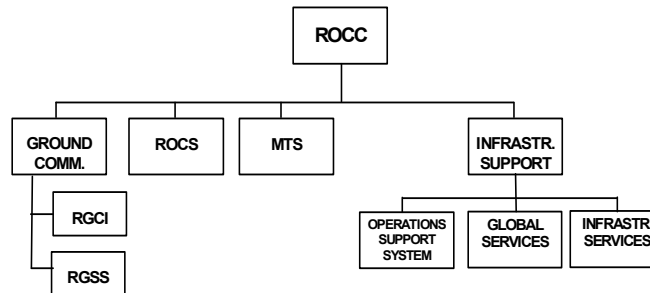 ROCC
GROUND
COMM.
ROCS
MTS
INFRASTR.
SUPPORT
RGCI
RGSS
OPERATIONS
SUPPORT
SYSTEM
GLOBAL
SERVICES
INFRASTR.
SERVICES